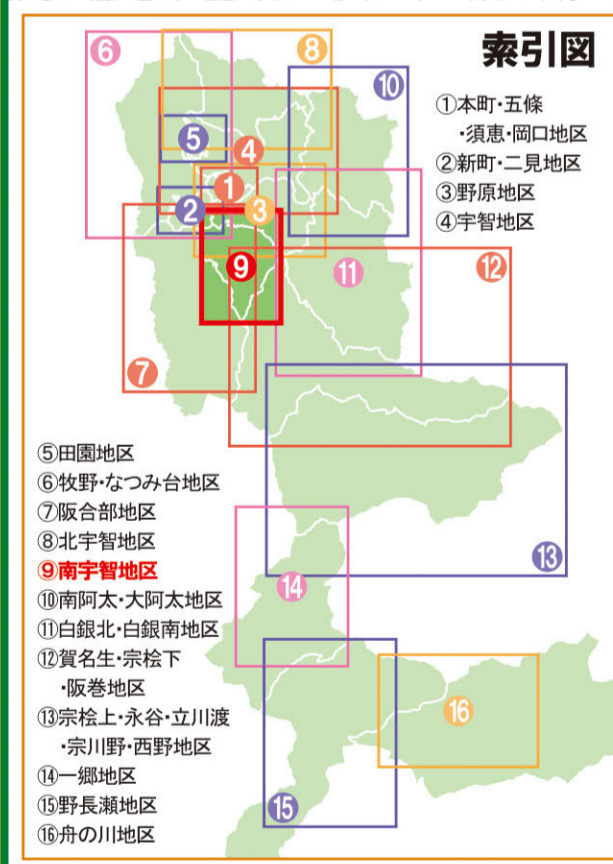 索引図
①本町・五條
・須恵・岡口地区
②新町・二見地区
③野原地区
④宇智地区
⑤田園地区
⑥牧野・なつみ台地区
⑦阪合部地区
⑧北宇智地区
⑨南宇智地区
⑩南阿太・大阿太地区
⑪白銀北・白銀南地区
⑫賀名生・宗桧下
・阪巻地区
⑬宗桧上・永谷・立川渡
・宗川野・西野地区
⑭一郷地区
⑮野長瀬地区
⑯舟の川地区
⑥
⑧
⑩
⑤
④
①
②
③
⑨
⑪
⑫
⑦
⑬
⑭
⑯
⑮